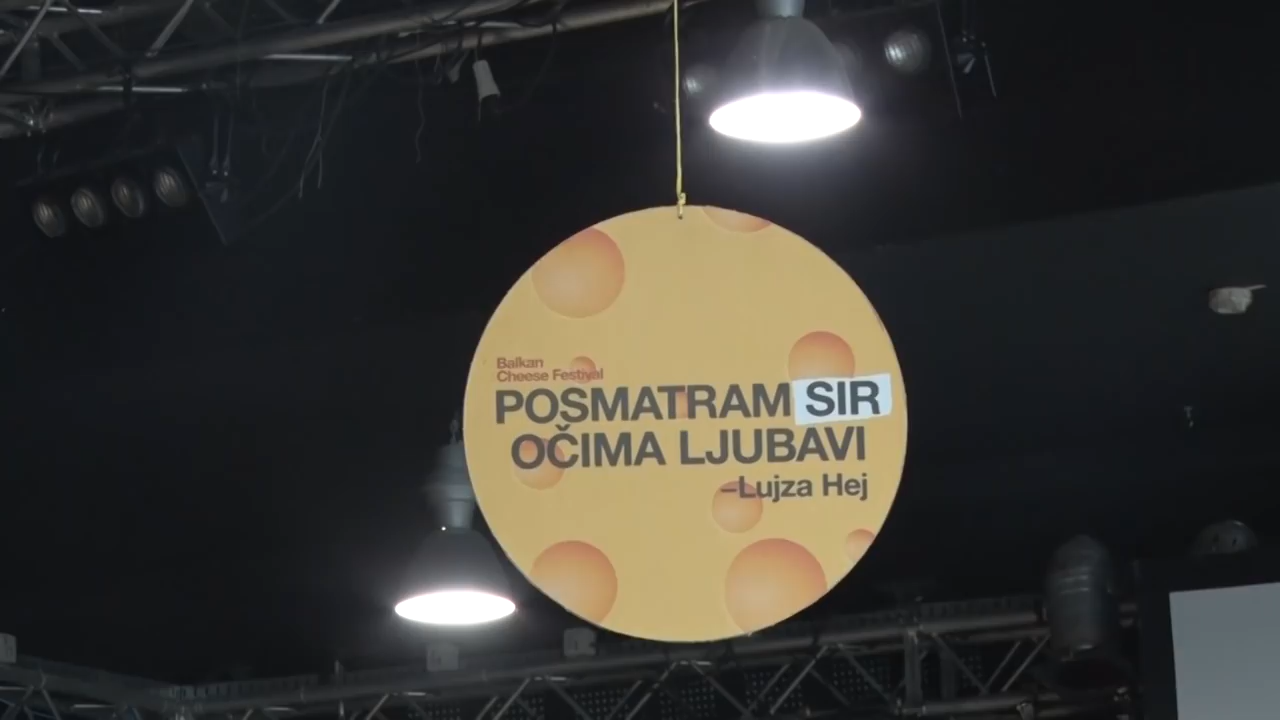 Balkan
Cheese Festival
POSMATRAM SIR
OČIMA LJUBAVI
–Lujza Hej